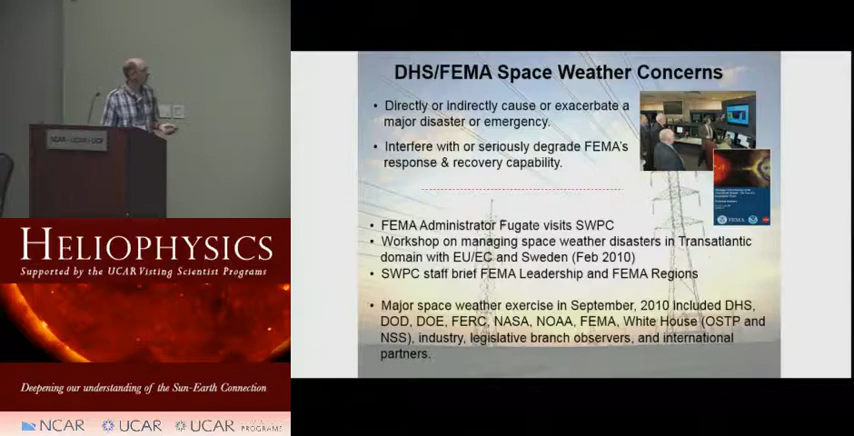 NCAR • UCAR • UCP
HELIOPHYSICS
Supported by the UCAR Visting Scientist Programs
Deepening our understanding of the Sun-Earth Connection
NCAR UCAR UCAR PROGRAMS
DHS/FEMA Space Weather Concerns
• Directly or indirectly cause or exacerbate a
major disaster or emergency.
• Interfere with or seriously degrade FEMA's
response & recovery capability.
FEMA
• FEMA Administrator Fugate visits SWPC
• Workshop on managing space weather disasters in Transatlantic
domain with EU/EC and Sweden (Feb 2010)
• SWPC staff brief FEMA Leadership and FEMA Regions
• Major space weather exercise in September, 2010 included DHS,
DOD, DOE, FERC, NASA, NOAA, FEMA, White House (OSTP and
NSS), industry, legislative branch observers, and international
partners.